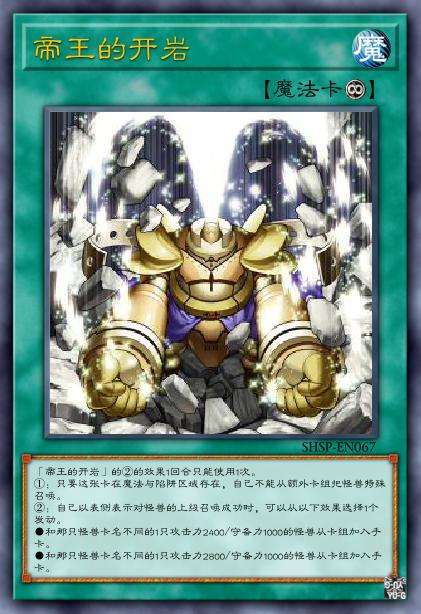 帝王的开岩
魔
【魔法卡】
SHSP-EN067
「帝王的开岩」的②的效果1回合只能使用1次。
①：只要这张卡在魔法与陷阱区域存在，自己不能从额外卡组把怪兽特殊
召唤。
②：自己以表侧表示对怪兽的上级召唤成功时，可以从以下效果选择1个
发动。
●和那只怪兽卡名不同的1只攻击力2400/守备力1000的怪兽从卡组加入手
卡。
●和那只怪兽卡名不同的1只攻击力2800/守备力1000的怪兽从卡组加入手
卡。